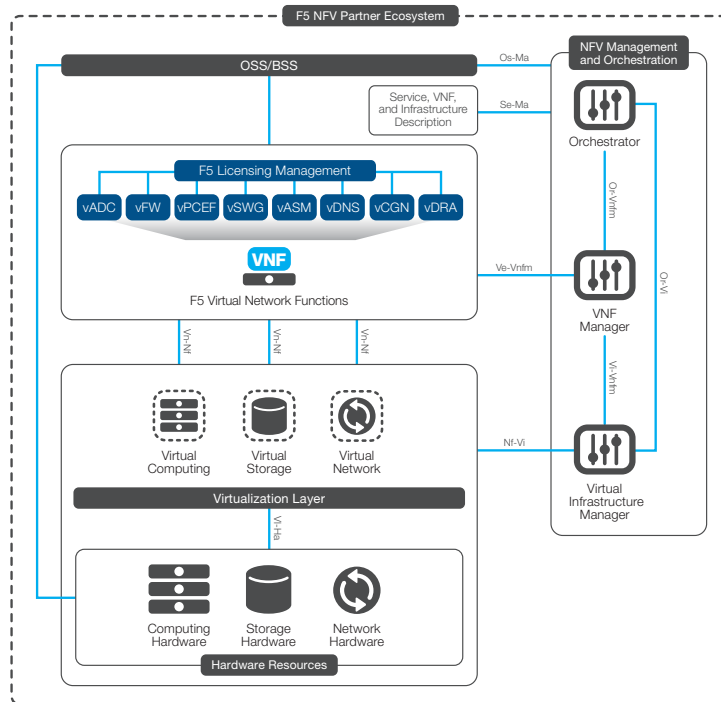 F5 NFV Partner Ecosystem
OSS/BSS
Os-Ma
NFV Management
and Orchestration
Service, VNF,
and Infrastructure
Description
Se-Ma
Orchestrator
F5 Licensing Management
vADC
vFW
vPCEF
vSWG
vASM
vDNS
vCGN
vDRA
Or-Vnfm
VNF
F5 Virtual Network Functions
Ve-Vnfm
Or-Vi
VNF
Manager
Vn-Nf
Vn-Nf
Vn-Nf
Vi-Vnfm
Virtual
Computing
Virtual
Storage
Virtual
Network
Nf-Vi
Virtual
Infrastructure
Manager
Virtualization Layer
Vl-Ha
Computing
Hardware
Storage
Hardware
Network
Hardware
Hardware Resources